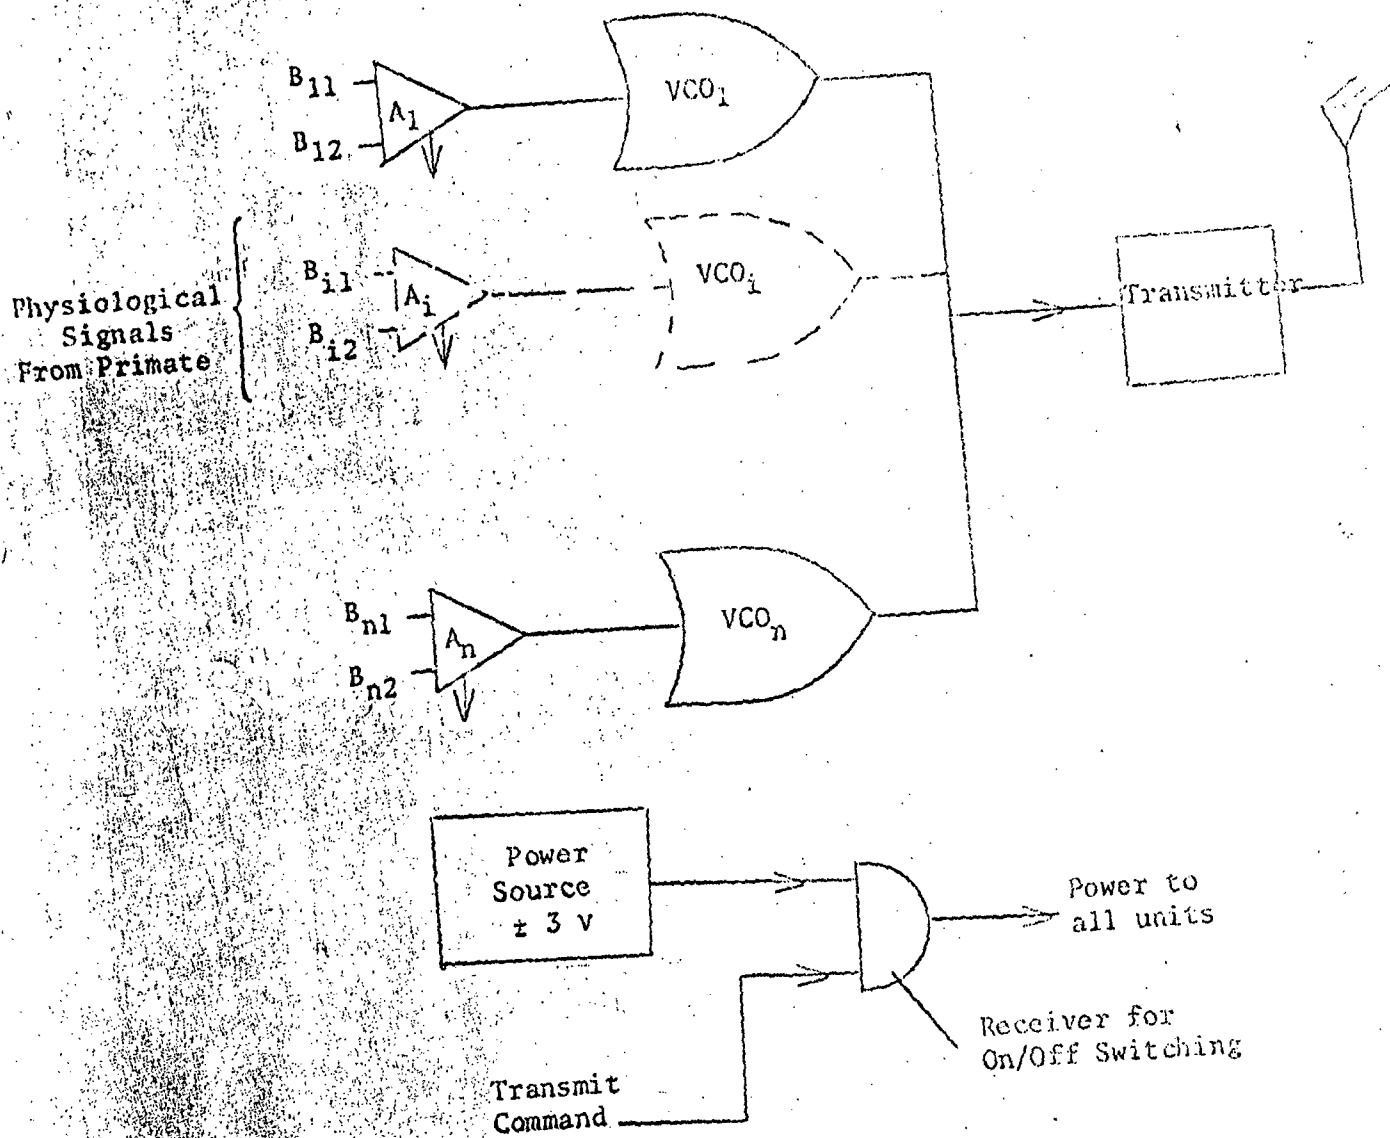 B11
A1
B12
VCO1
Physiological
Signals
From Primate
Bi1
Ai
Bi2
VCOi
Transmitter
Bn1
An
Bn2
VCOn
Power
Source
± 3 v
Power to
all units
Receiver for
On/Off Switching
Transmit
Command